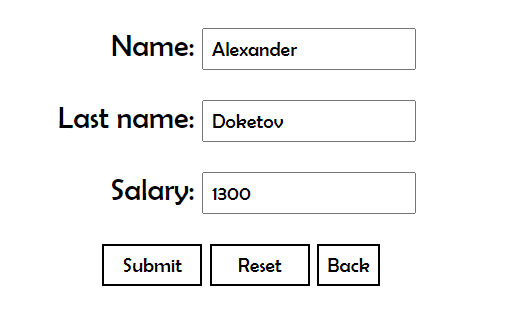 Name: Alexander
Last name: Doketov
Salary: 1300
Submit Reset Back